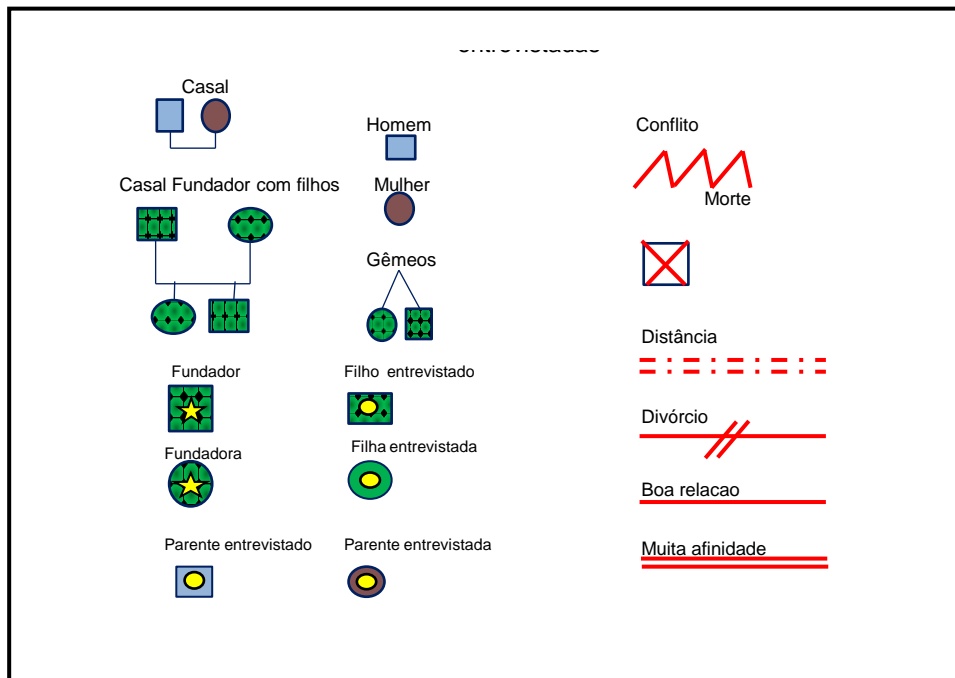 Casal
Homem
Conflito
Casal Fundador com filhos
Mulher
Morte
Gêmeos
Distância
Fundador
Filho entrevistado
Divórcio
Fundadora
Filha entrevistada
Boa relacao
Parente entrevistado
Parente entrevistada
Muita afinidade